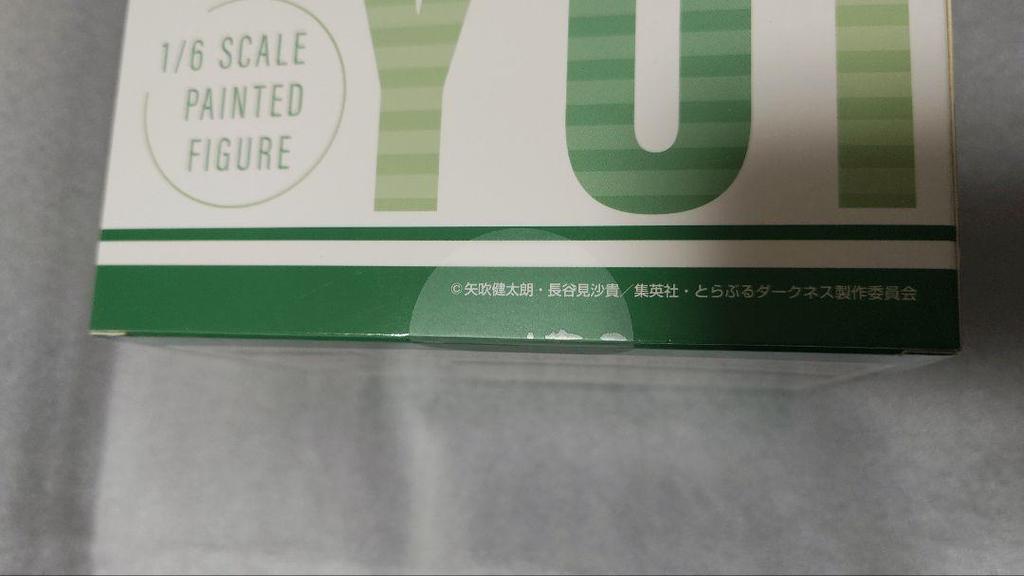 1/6 SCALE
PAINTED
FIGURE
YUI
©矢吹健太朗・長谷見沙貴／集英社・とらぶるダークネス製作委員会